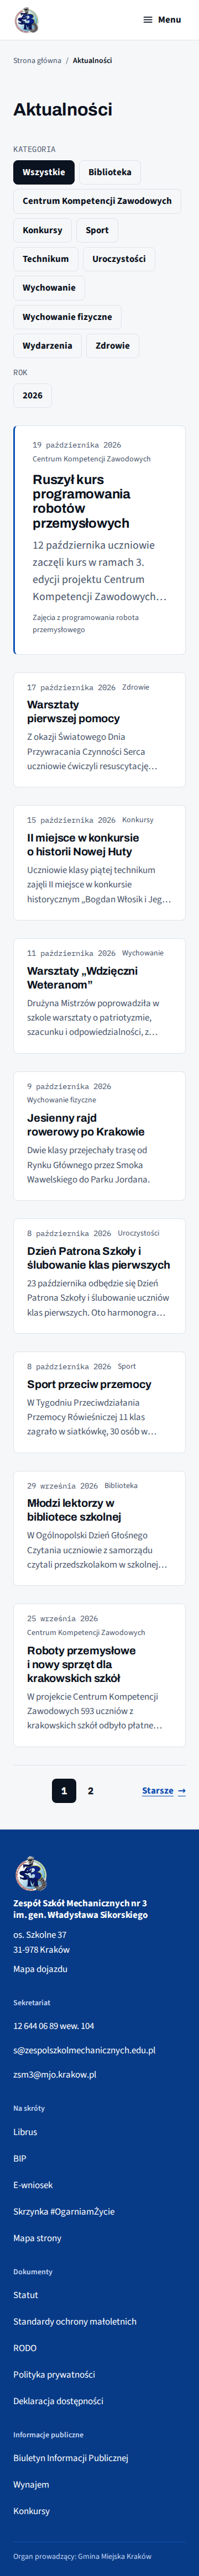 Menu
Strona główna / Aktualności
Aktualności
KATEGORIA
Wszystkie Biblioteka
Centrum Kompetencji Zawodowych
Konkursy Sport
Technikum Uroczystości
Wychowanie
Wychowanie fizyczne
Wydarzenia Zdrowie
ROK
2026
19 października 2026
Centrum Kompetencji Zawodowych
Ruszył kurs
programowania
robotów
przemysłowych
12 października uczniowie
zaczęli kurs w ramach 3.
edycji projektu Centrum
Kompetencji Zawodowych…
Zajęcia z programowania robota
przemysłowego
17 października 2026 Zdrowie
Warsztaty
pierwszej pomocy
Z okazji Światowego Dnia
Przywracania Czynności Serca
uczniowie ćwiczyli resuscytację…
15 października 2026 Konkursy
II miejsce w konkursie
o historii Nowej Huty
Uczniowie klasy piątej technikum
zajęli II miejsce w konkursie
historycznym „Bogdan Włosik i Jeg…
11 października 2026 Wychowanie
Warsztaty „Wdzięczni
Weteranom”
Drużyna Mistrzów poprowadziła w
szkole warsztaty o patriotyzmie,
szacunku i odpowiedzialności, z…
9 października 2026
Wychowanie fizyczne
Jesienny rajd
rowerowy po Krakowie
Dwie klasy przejechały trasę od
Rynku Głównego przez Smoka
Wawelskiego do Parku Jordana.
8 października 2026 Uroczystości
Dzień Patrona Szkoły i
ślubowanie klas pierwszych
23 października odbędzie się Dzień
Patrona Szkoły i ślubowanie uczniów
klas pierwszych. Oto harmonogra…
8 października 2026 Sport
Sport przeciw przemocy
W Tygodniu Przeciwdziałania
Przemocy Rówieśniczej 11 klas
zagrało w siatkówkę, 30 osób w…
29 września 2026 Biblioteka
Młodzi lektorzy w
bibliotece szkolnej
W Ogólnopolski Dzień Głośnego
Czytania uczniowie z samorządu
czytali przedszkolakom w szkolnej…
25 września 2026
Centrum Kompetencji Zawodowych
Roboty przemysłowe
i nowy sprzęt dla
krakowskich szkół
W projekcie Centrum Kompetencji
Zawodowych 593 uczniów z
krakowskich szkół odbyło płatne…
1 2 Starsze →
Zespół Szkół Mechanicznych nr 3
im. gen. Władysława Sikorskiego
os. Szkolne 37
31-978 Kraków
Mapa dojazdu
Sekretariat
12 644 06 89 wew. 104
s@zespolszkolmechanicznych.edu.pl
zsm3@mjo.krakow.pl
Na skróty
Librus
BIP
E-wniosek
Skrzynka #OgarniamŻycie
Mapa strony
Dokumenty
Statut
Standardy ochrony małoletnich
RODO
Polityka prywatności
Deklaracja dostępności
Informacje publiczne
Biuletyn Informacji Publicznej
Wynajem
Konkursy
Organ prowadzący: Gmina Miejska Kraków